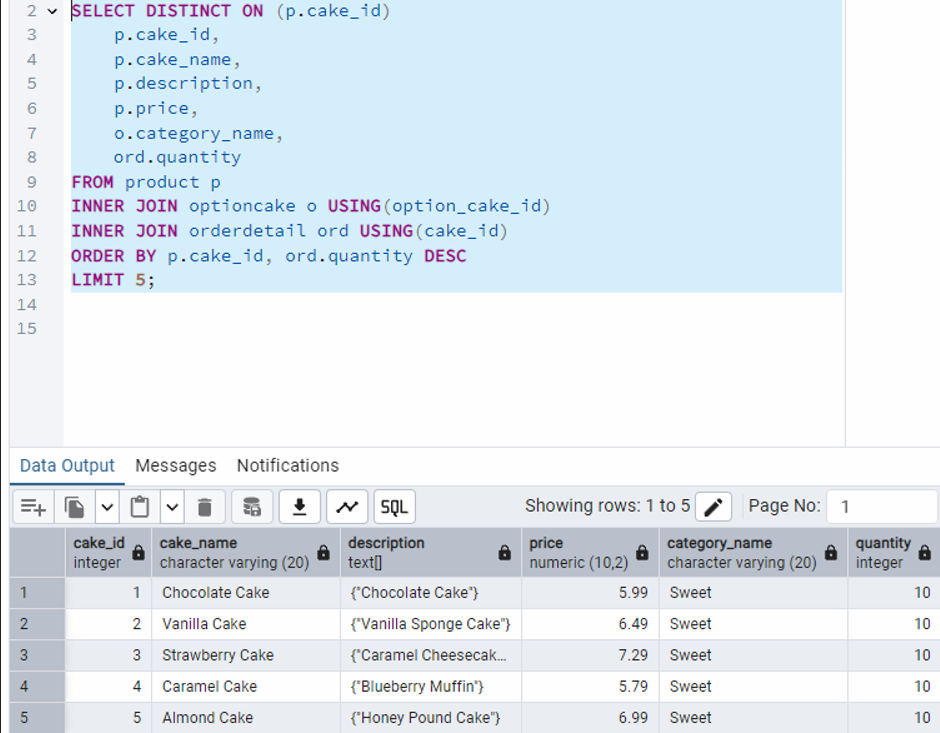 2 SELECT DISTINCT ON (p.cake_id)
3 p.cake_id,
4 p.cake_name,
5 p.description,
6 p.price,
7 o.category_name,
8 ord.quantity
9 FROM product p
10 INNER JOIN optioncake o USING(option_cake_id)
11 INNER JOIN orderdetail ord USING(cake_id)
12 ORDER BY p.cake_id, ord.quantity DESC
13 LIMIT 5;
14
15
Data Output Messages Notifications
SQL Showing rows: 1 to 5 Page No: 1
cake_id cake_name description price category_name quantity
integer character varying (20) text[] numeric (10,2) character varying (20) integer
1 1 Chocolate Cake {"Chocolate Cake"} 5.99 Sweet 10
2 2 Vanilla Cake {"Vanilla Sponge Cake"} 6.49 Sweet 10
3 3 Strawberry Cake {"Caramel Cheesecak... 7.29 Sweet 10
4 4 Caramel Cake {"Blueberry Muffin"} 5.79 Sweet 10
5 5 Almond Cake {"Honey Pound Cake"} 6.99 Sweet 10